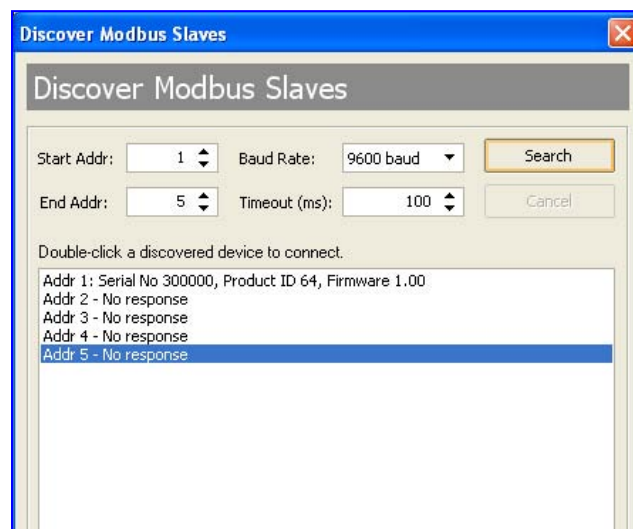 Discover Modbus Slaves
Discover Modbus Slaves
Start Addr: 1 Baud Rate: 9600 baud Search
End Addr: 5 Timeout (ms): 100 Cancel
Double-click a discovered device to connect.
Addr 1: Serial No 300000, Product ID 64, Firmware 1.00
Addr 2 - No response
Addr 3 - No response
Addr 4 - No response
Addr 5 - No response